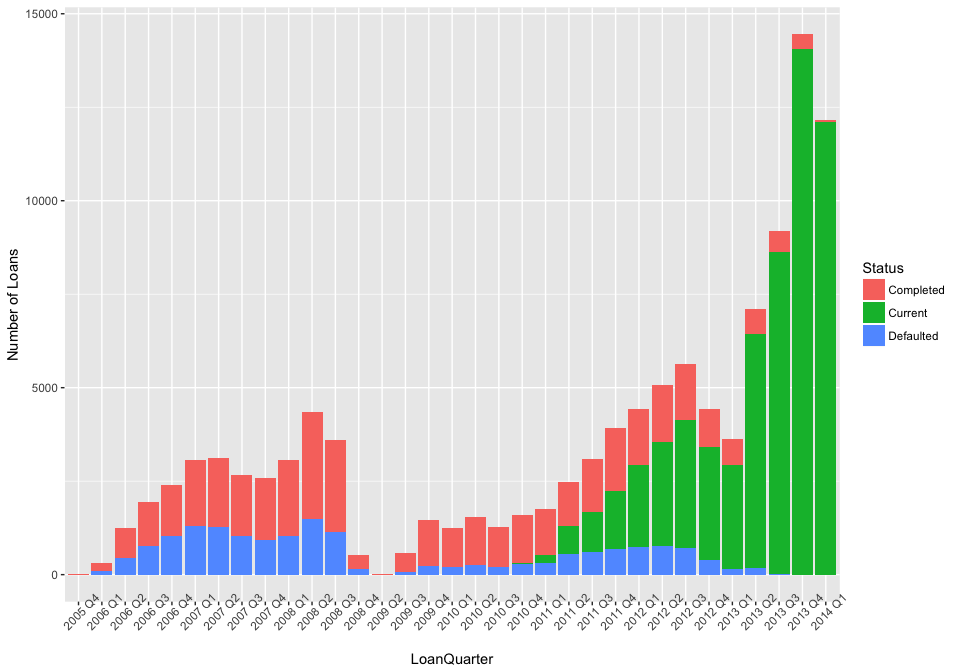 15000
10000
5000
0
Number of Loans
2005 Q4
2006 Q1
2006 Q2
2006 Q3
2006 Q4
2007 Q1
2007 Q2
2007 Q3
2007 Q4
2008 Q1
2008 Q2
2008 Q3
2008 Q4
2009 Q2
2009 Q3
2009 Q4
2010 Q1
2010 Q2
2010 Q3
2010 Q4
2011 Q1
2011 Q2
2011 Q3
2011 Q4
2012 Q1
2012 Q2
2012 Q3
2012 Q4
2013 Q1
2013 Q2
2013 Q3
2013 Q4
2014 Q1
LoanQuarter
Status
Completed
Current
Defaulted